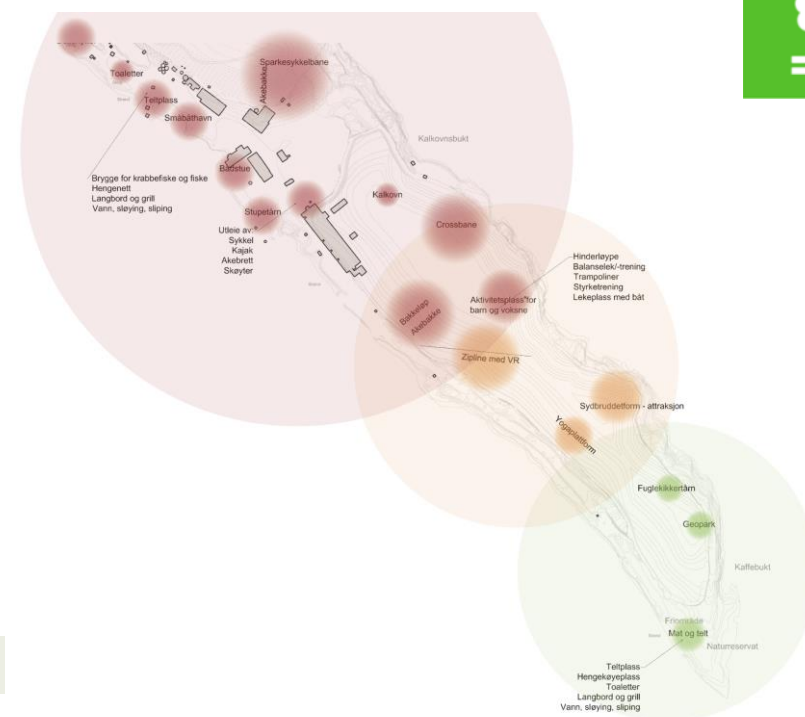 Sparkesykkelbane
Akebakke
Toaletter
Teltplass
Småbåthavn
Kalkovnsbukt
Badstue
Brygge for krabbefiske og fiske
Hengenett
Langbord og grill
Vann, sløying, sliping
Kalkovn
Stupetårn
Crossbane
Utleie av:
Sykkel
Kajak
Akebrett
Skøyter
Hinderløype
Balanselek/-trening
Trampoliner
Styrketrening
Lekeplass med båt
Strand
Aktivitetsplass for
barn og voksne
Bakkeløp
Akebakke
Zipline med VR
Sydbruddetform - attraksjon
Yogaplattform
Fuglekikkertårn
Geopark
Kaffebukt
Friområde
Mat og telt
Naturreservat
Teltplass
Hengekøyeplass
Toaletter
Langbord og grill
Vann, sløying, sliping